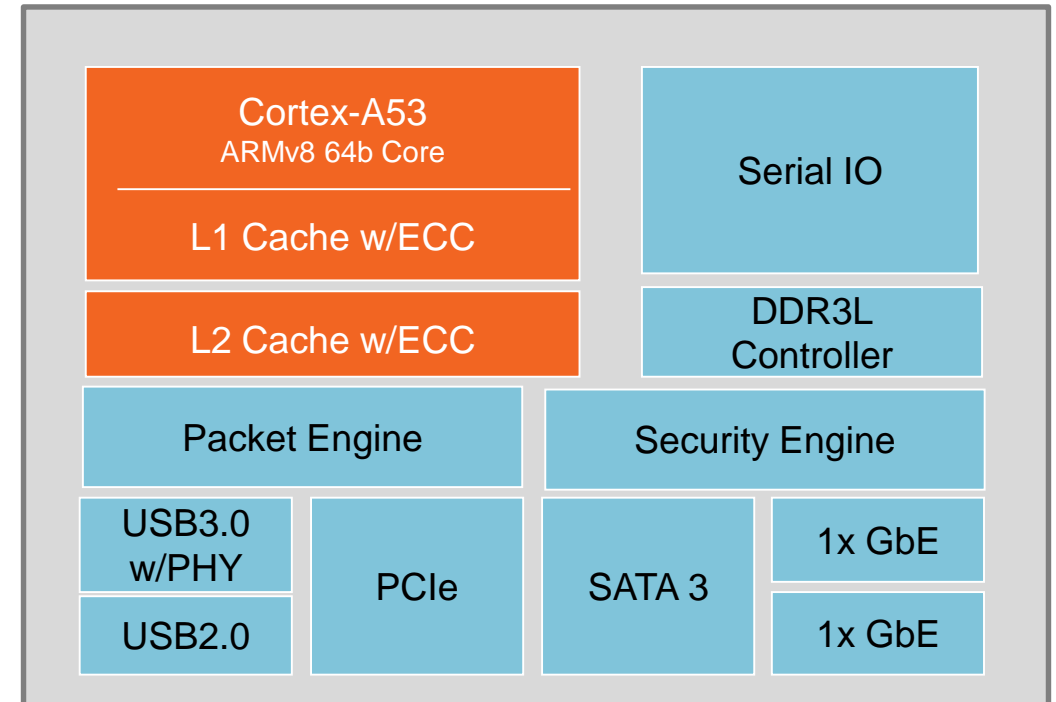 Cortex-A53
ARMv8 64b Core
L1 Cache w/ECC
L2 Cache w/ECC
Serial IO
DDR3L
Controller
Packet Engine
Security Engine
USB3.0
w/PHY
USB2.0
PCIe
SATA 3
1x GbE
1x GbE